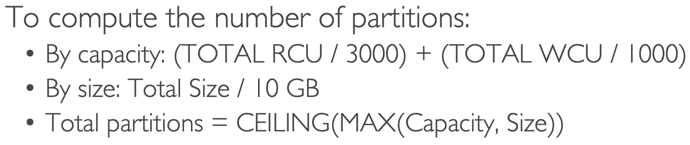 To compute the number of partitions:
• By capacity: (TOTAL RCU / 3000) + (TOTAL WCU / 1000)
• By size: Total Size / 10 GB
• Total partitions = CEILING(MAX(Capacity, Size))